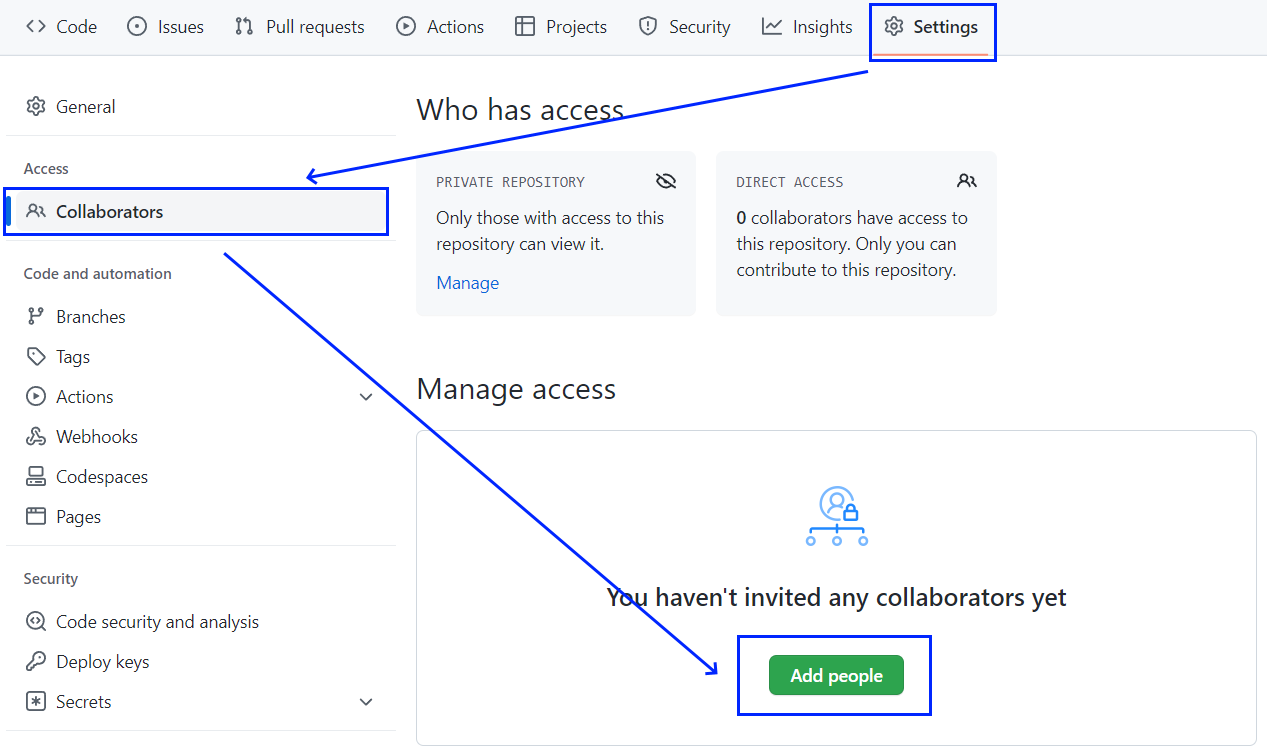 Code Issues Pull requests Actions Projects Security Insights Settings
General
Access
Collaborators
Code and automation
Branches
Tags
Actions
Webhooks
Codespaces
Pages
Security
Code security and analysis
Deploy keys
Secrets
Who has access
PRIVATE REPOSITORY
Only those with access to this
repository can view it.
Manage
DIRECT ACCESS
0 collaborators have access to
this repository. Only you can
contribute to this repository.
Manage access
You haven't invited any collaborators yet
Add people